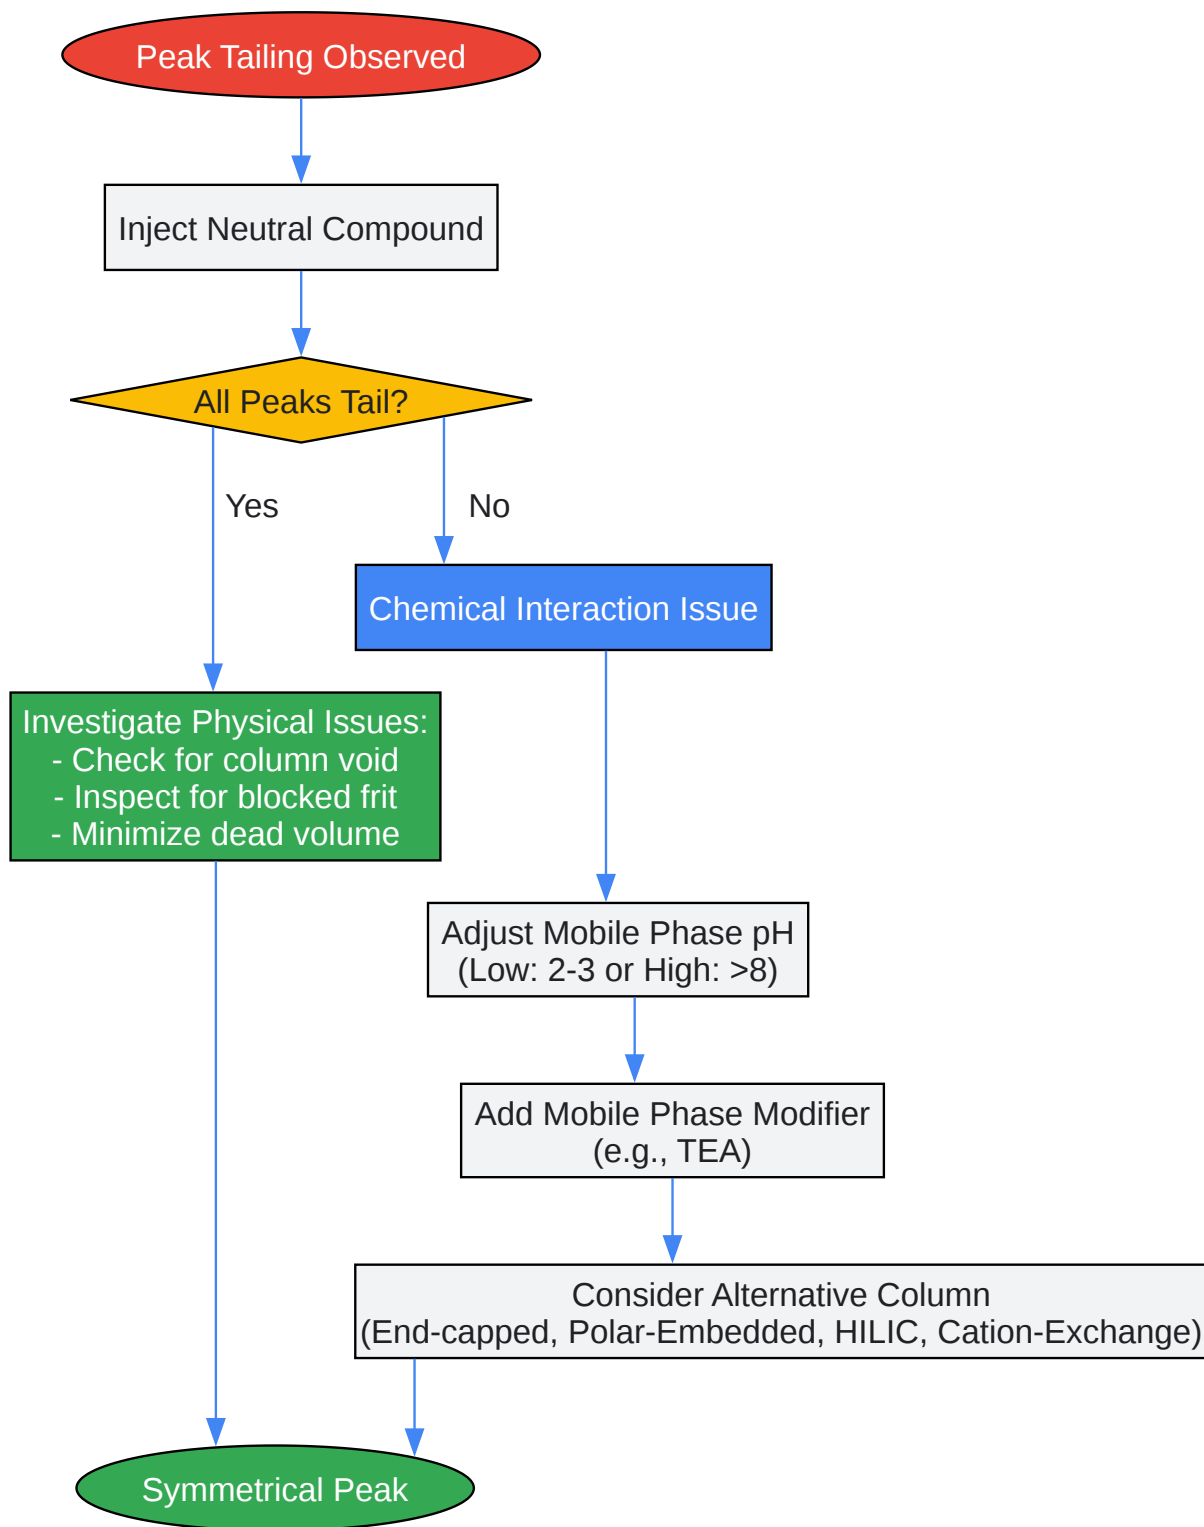 Peak Tailing Observed
Inject Neutral Compound
All Peaks Tail?
Yes
No
Chemical Interaction Issue
Investigate Physical Issues:
- Check for column void
- Inspect for blocked frit
- Minimize dead volume
Adjust Mobile Phase pH
(Low: 2-3 or High: >8)
Add Mobile Phase Modifier
(e.g., TEA)
Consider Alternative Column
(End-capped, Polar-Embedded, HILIC, Cation-Exchange)
Symmetrical Peak